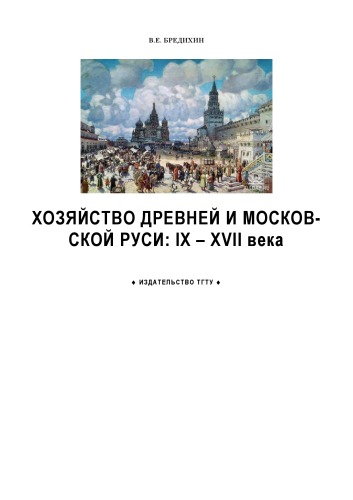 В.Е. БРЕДИХИН
ХОЗЯЙСТВО ДРЕВНЕЙ И МОСКОВ-
СКОЙ РУСИ: IX – XVII века
♦ ИЗДАТЕЛЬСТВО ТГТУ ♦